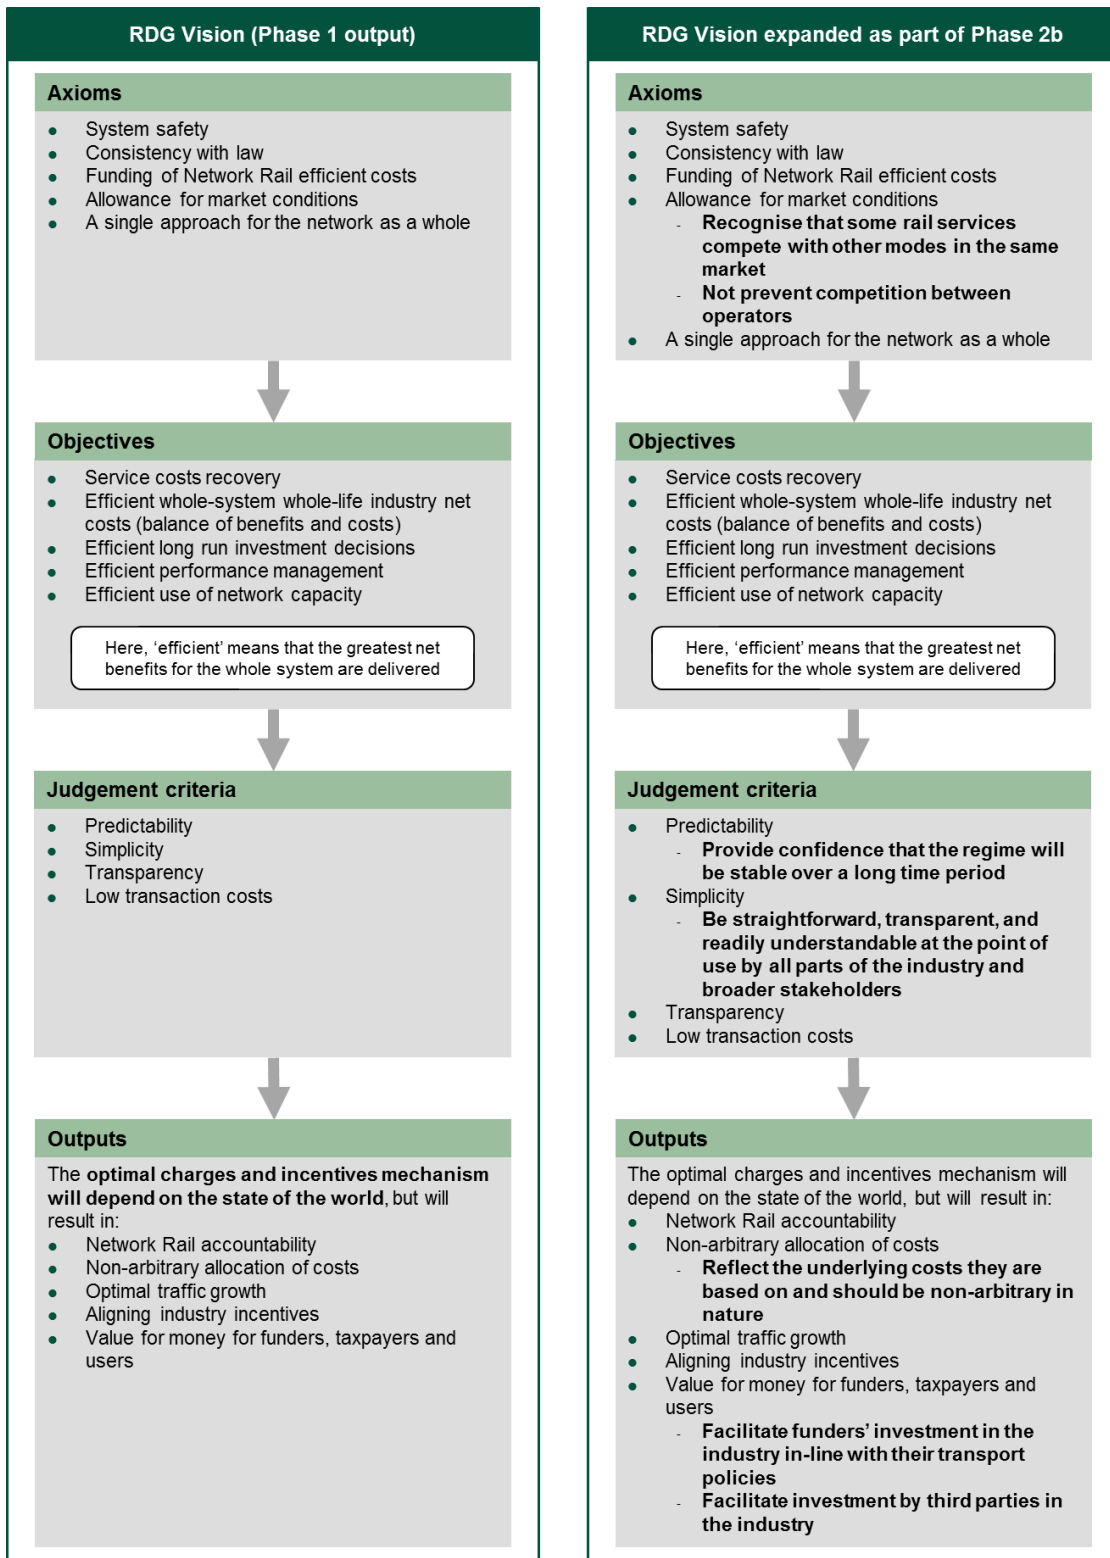 RDG Vision (Phase 1 output)
Axioms
● System safety
● Consistency with law
● Funding of Network Rail efficient costs
● Allowance for market conditions
● A single approach for the network as a whole
Objectives
● Service costs recovery
● Efficient whole-system whole-life industry net
costs (balance of benefits and costs)
● Efficient long run investment decisions
● Efficient performance management
● Efficient use of network capacity
Here, ‘efficient’ means that the greatest net
benefits for the whole system are delivered
Judgement criteria
● Predictability
● Simplicity
● Transparency
● Low transaction costs
Outputs
The optimal charges and incentives mechanism
will depend on the state of the world, but will
result in:
● Network Rail accountability
● Non-arbitrary allocation of costs
● Optimal traffic growth
● Aligning industry incentives
● Value for money for funders, taxpayers and
users
RDG Vision expanded as part of Phase 2b
Axioms
● System safety
● Consistency with law
● Funding of Network Rail efficient costs
● Allowance for market conditions
- Recognise that some rail services
compete with other modes in the same
market
- Not prevent competition between
operators
● A single approach for the network as a whole
Objectives
● Service costs recovery
● Efficient whole-system whole-life industry net
costs (balance of benefits and costs)
● Efficient long run investment decisions
● Efficient performance management
● Efficient use of network capacity
Here, ‘efficient’ means that the greatest net
benefits for the whole system are delivered
Judgement criteria
● Predictability
- Provide confidence that the regime will
be stable over a long time period
● Simplicity
- Be straightforward, transparent, and
readily understandable at the point of
use by all parts of the industry and
broader stakeholders
● Transparency
● Low transaction costs
Outputs
The optimal charges and incentives mechanism will
depend on the state of the world, but will result in:
● Network Rail accountability
● Non-arbitrary allocation of costs
- Reflect the underlying costs they are
based on and should be non-arbitrary in
nature
● Optimal traffic growth
● Aligning industry incentives
● Value for money for funders, taxpayers and
users
- Facilitate funders’ investment in the
industry in-line with their transport
policies
- Facilitate investment by third parties in
the industry